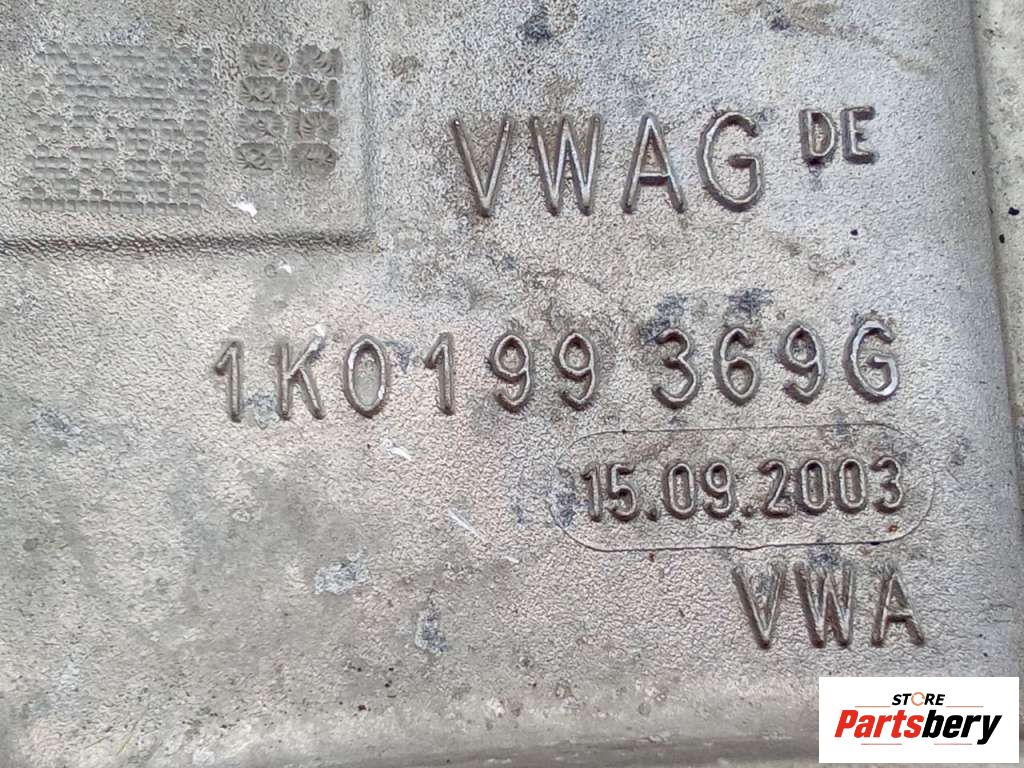 VWAG DE
1K0199 369G
15.09.2003
VWA
STORE
Partsbery